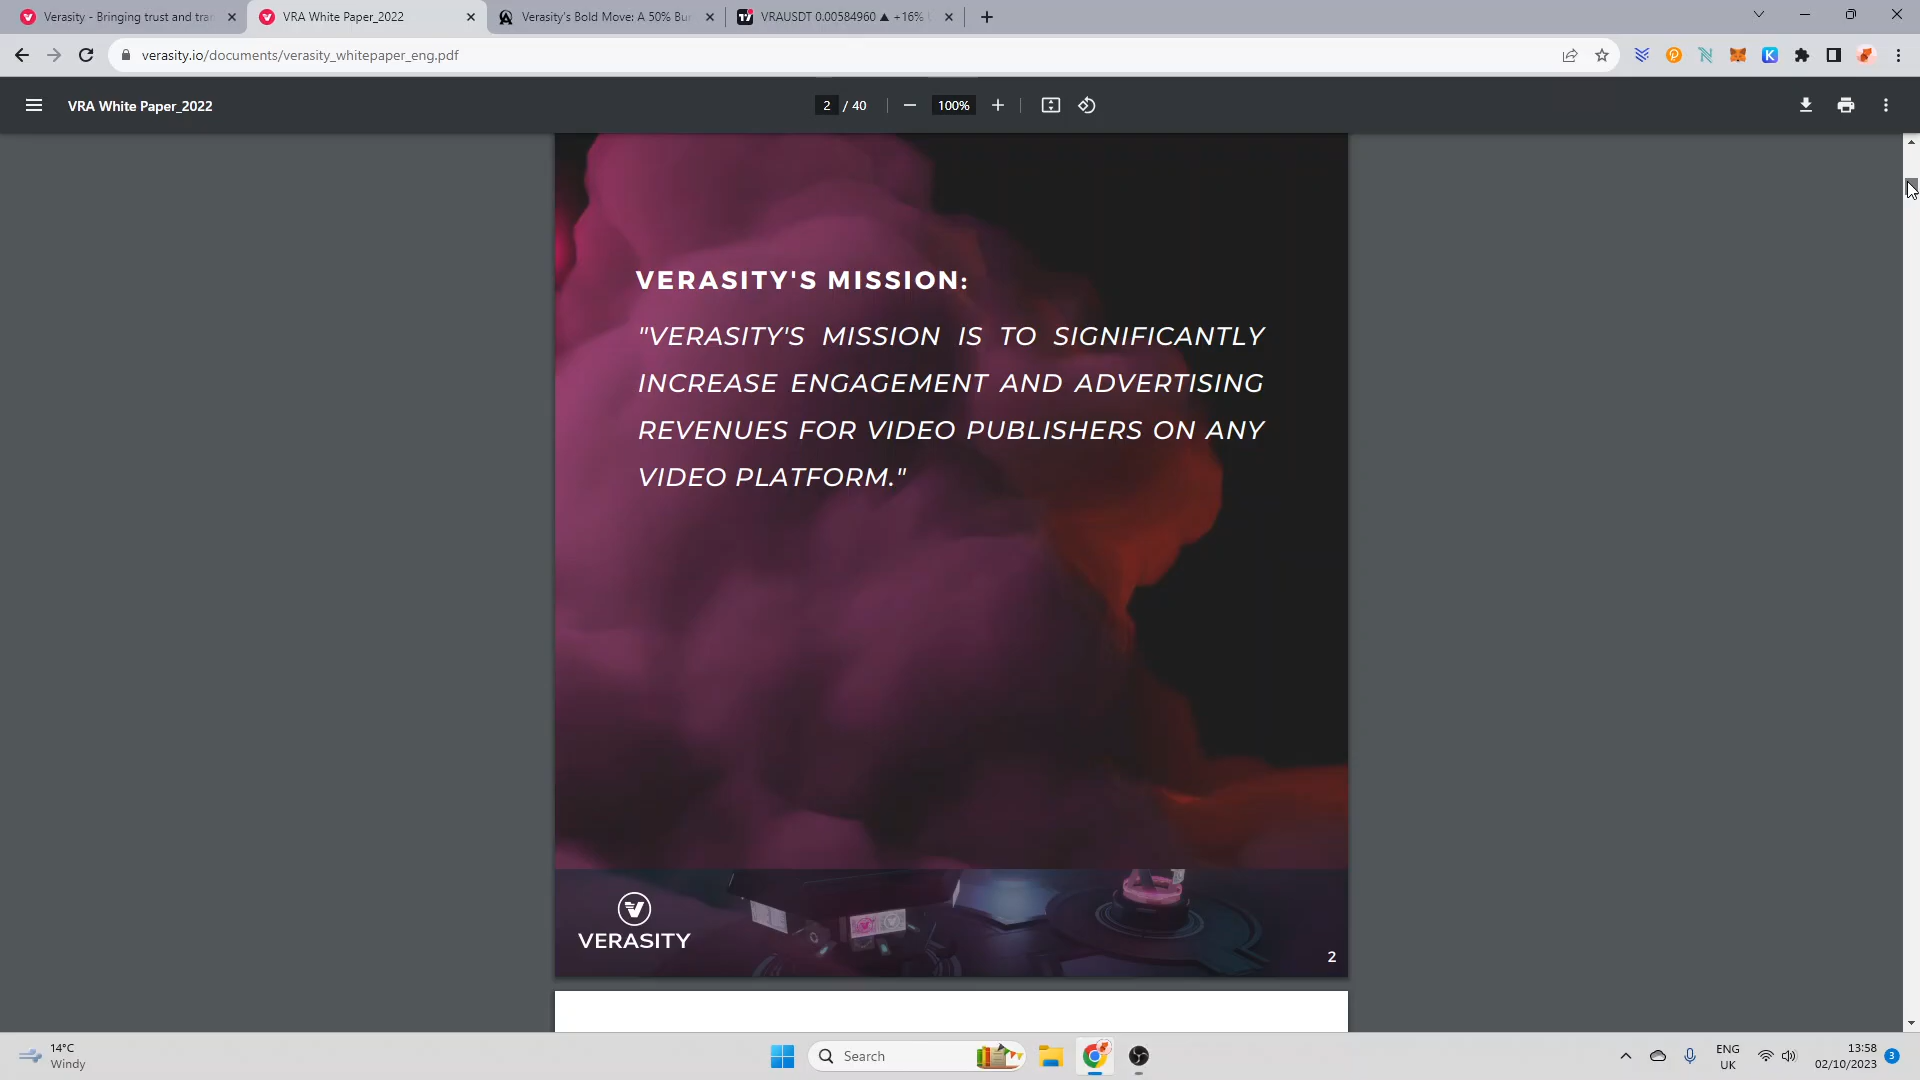 Verasity - Bringing trust and tra
VRA White Paper_2022
Verasity's Bold Move: A 50% Bu
VRAUSDT 0.00584960 ▲ +16%
verasity.io/documents/verasity_whitepaper_eng.pdf
VRA White Paper_2022
2 / 40
100%
VERASITY'S MISSION:
"VERASITY'S MISSION IS TO SIGNIFICANTLY
INCREASE ENGAGEMENT AND ADVERTISING
REVENUES FOR VIDEO PUBLISHERS ON ANY
VIDEO PLATFORM."
VERASITY
2
14°C
Windy
Search
ENG
UK
13:58
02/10/2023
3